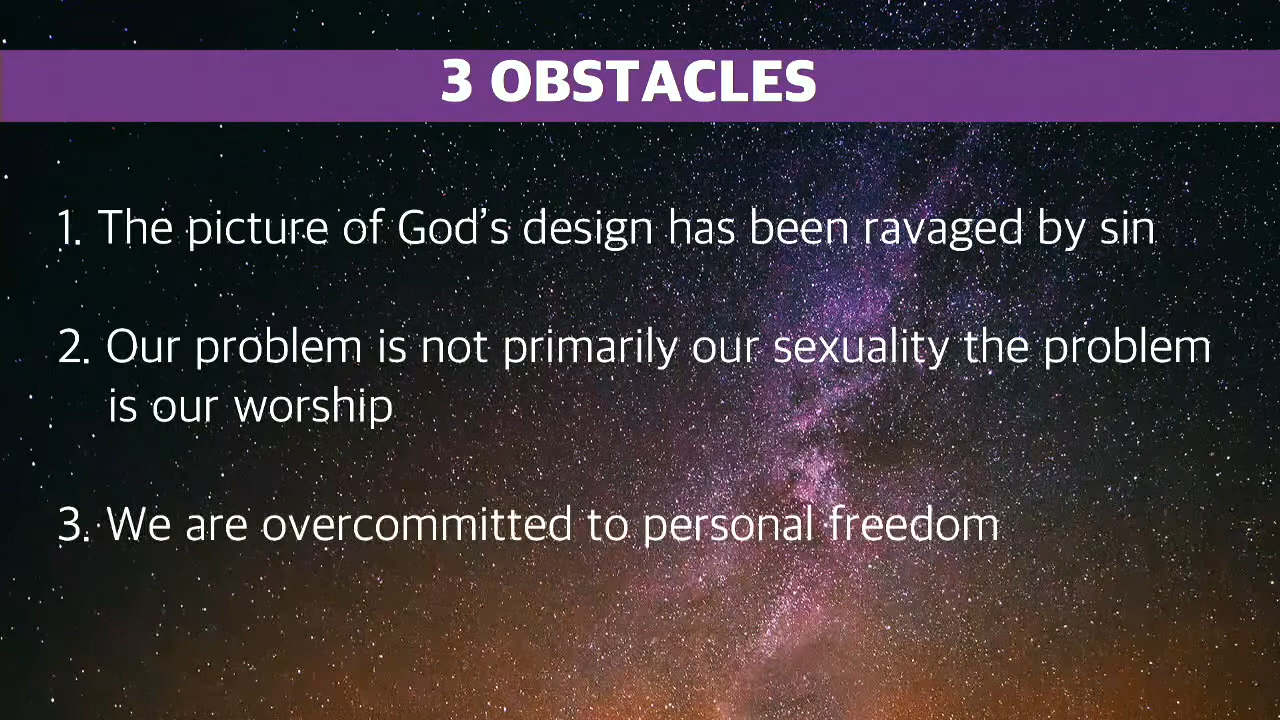 3 OBSTACLES
1. The picture of God’s design has been ravaged by sin
2. Our problem is not primarily our sexuality the problem
is our worship
3. We are overcommitted to personal freedom